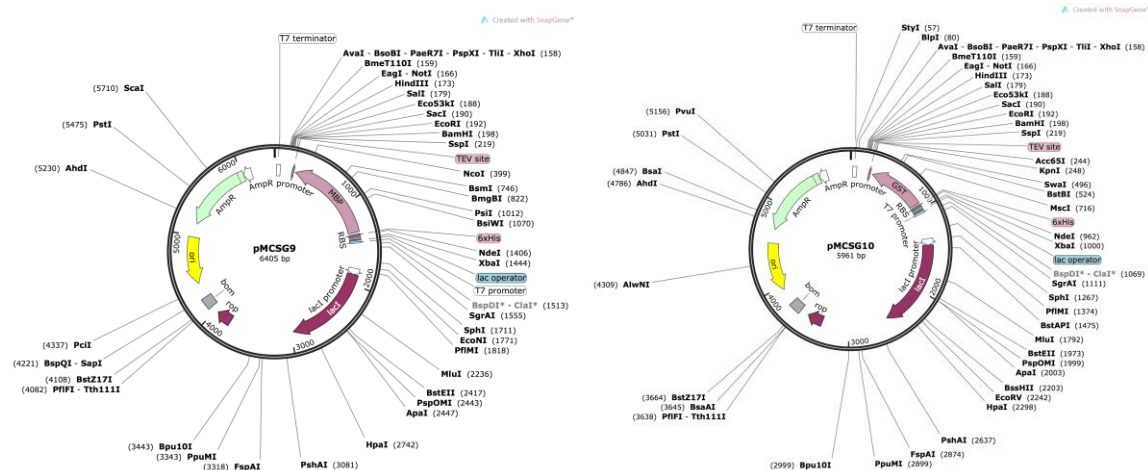 Created with SnapGene®
T7 terminator
AvaI - BsoBI - PaeR7I - PspXI - TliI - XhoI (158)
BmeT110I (159)
EagI - NotI (166)
HindIII (173)
SalI (179)
Eco53kI (188)
SacI (190)
EcoRI (192)
BamHI (198)
SspI (219)
TEV site
NcoI (399)
BsmI (746)
BmgBI (822)
PsiI (1012)
BsiWI (1070)
6xHis
NdeI (1406)
XbaI (1444)
lac operator
T7 promoter
BspDI* - ClaI* (1513)
SgrAI (1555)
SphI (1711)
EcoNI (1771)
PflMI (1818)
MluI (2236)
BstEII (2417)
PspOMI (2443)
ApaI (2447)
HpaI (2742)
PshAI (3081)
(3318) FspAI
(3343) PpuMI
(3443) Bpu10I
(4082) PflFI - Tth111I
(4108) BstZ17I
(4221) BspQI - SapI
(4337) PciI
(5230) AhdI
(5475) PstI
(5710) ScaI
AmpR promoter
AmpR
MBP
RBS
ori
bom
rop
lacI promoter
lacI
1000
2000
3000
4000
5000
6000
pMCSG9
6405 bp
Created with SnapGene®
T7 terminator
StyI (57)
BlpI (80)
AvaI - BsoBI - PaeR7I - PspXI - TliI - XhoI (158)
BmeT110I (159)
EagI - NotI (166)
HindIII (173)
SalI (179)
Eco53kI (188)
SacI (190)
EcoRI (192)
BamHI (198)
SspI (219)
TEV site
Acc65I (244)
KpnI (248)
SwaI (496)
BstBI (524)
MscI (716)
6xHis
NdeI (962)
XbaI (1000)
lac operator
BspDI* - ClaI* (1069)
SgrAI (1111)
SphI (1267)
PflMI (1374)
BstAPI (1475)
MluI (1792)
BstEII (1973)
PspOMI (1999)
ApaI (2003)
BssHII (2203)
EcoRV (2242)
HpaI (2298)
PshAI (2637)
FspAI (2874)
PpuMI (2899)
(2999) Bpu10I
(3638) PflFI - Tth111I
(3645) BsaAI
(3664) BstZ17I
(4309) AlwNI
(4786) AhdI
(4847) BsaI
(5031) PstI
(5156) PvuI
AmpR promoter
AmpR
GST
RBS
T7 promoter
ori
bom
rop
lacI promoter
lacI
1000
2000
3000
4000
5000
pMCSG10
5961 bp